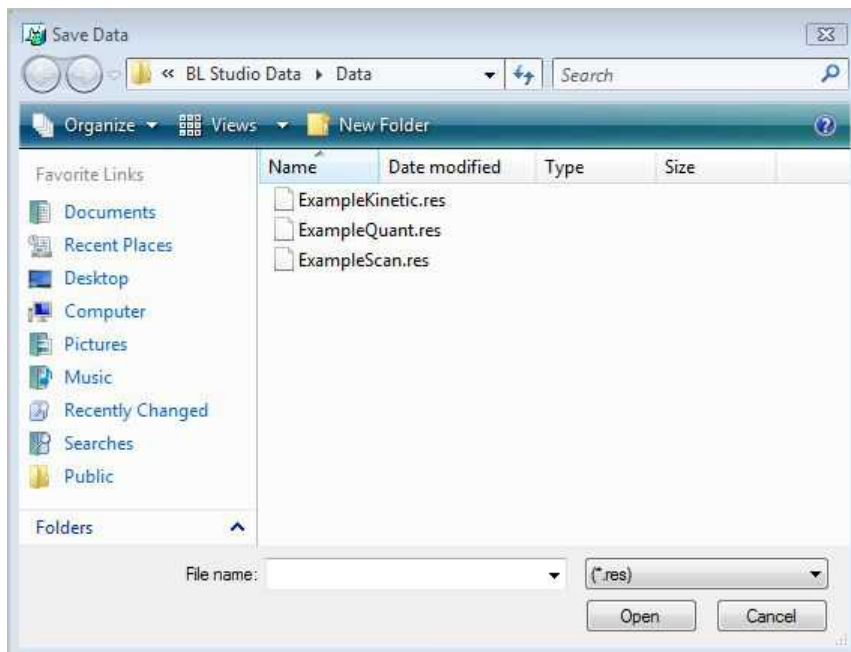 Save Data
« BL Studio Data Data Search
Organize Views New Folder
Favorite Links
Documents
Recent Places
Desktop
Computer
Pictures
Music
Recently Changed
Searches
Public
Folders
Name Date modified Type Size
ExampleKinetic.res
ExampleQuant.res
ExampleScan.res
File name: (*.res)
Open Cancel